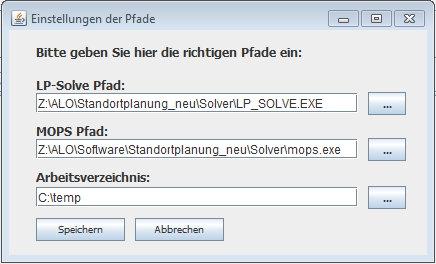 Einstellungen der Pfade
Bitte geben Sie hier die richtigen Pfade ein:
LP-Solve Pfad:
Z:\ALO\Standortplanung_neu\Solver\LP_SOLVE.EXE
...
MOPS Pfad:
Z:\ALO\Software\Standortplanung_neu\Solver\mops.exe
...
Arbeitsverzeichnis:
C:\temp
...
Speichern
Abbrechen